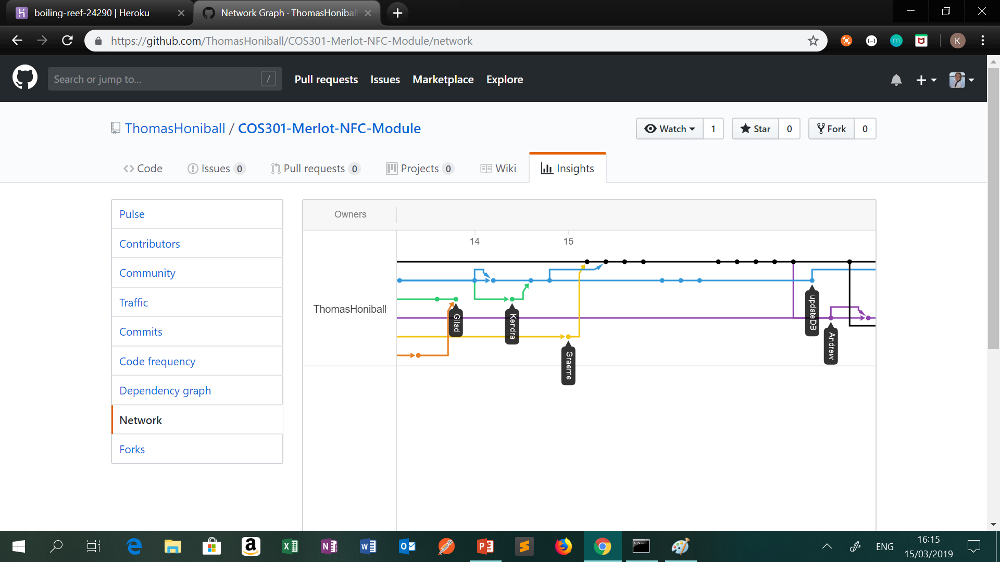 boiling-reef-24290 | Heroku
Network Graph · ThomasHoniball
https://github.com/ThomasHoniball/COS301-Merlot-NFC-Module/network
K
Search or jump to... /
Pull requests Issues Marketplace Explore
ThomasHoniball / COS301-Merlot-NFC-Module
Watch 1 Star 0 Fork 0
Code Issues 0 Pull requests 0 Projects 0 Wiki Insights
Pulse
Contributors
Community
Traffic
Commits
Code frequency
Dependency graph
Network
Forks
Owners
14 15
ThomasHoniball
Gilad
Kendra
Graeme
updateDB
Andrew
ENG
16:15
15/03/2019